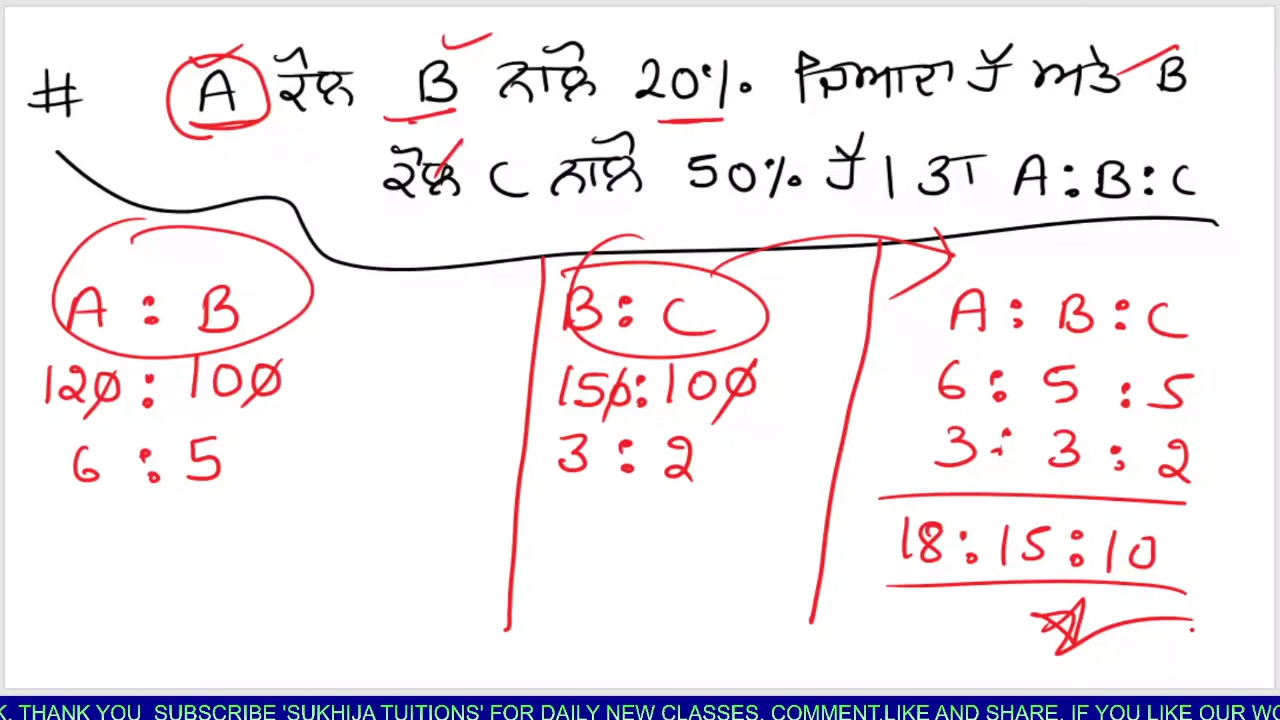 # A ਕੋਲ B ਨਾਲੋ 20% ਜ਼ਿਆਦਾ ਹੈ ਅਤੇ B
ਕੋਲ C ਨਾਲੋ 50% ਹੈ। ਤਾਂ A:B:C
A : B
120 : 100
6 : 5
B : C
150 : 100
3 : 2
A : B : C
6 : 5 : 5
3 : 3 : 2
18 : 15 : 10
K. THANK YOU SUBSCRIBE 'SUKHIJA TUITIONS' FOR DAILY NEW CLASSES. COMMENT,LIKE AND SHARE. IF YOU LIKE OUR WO